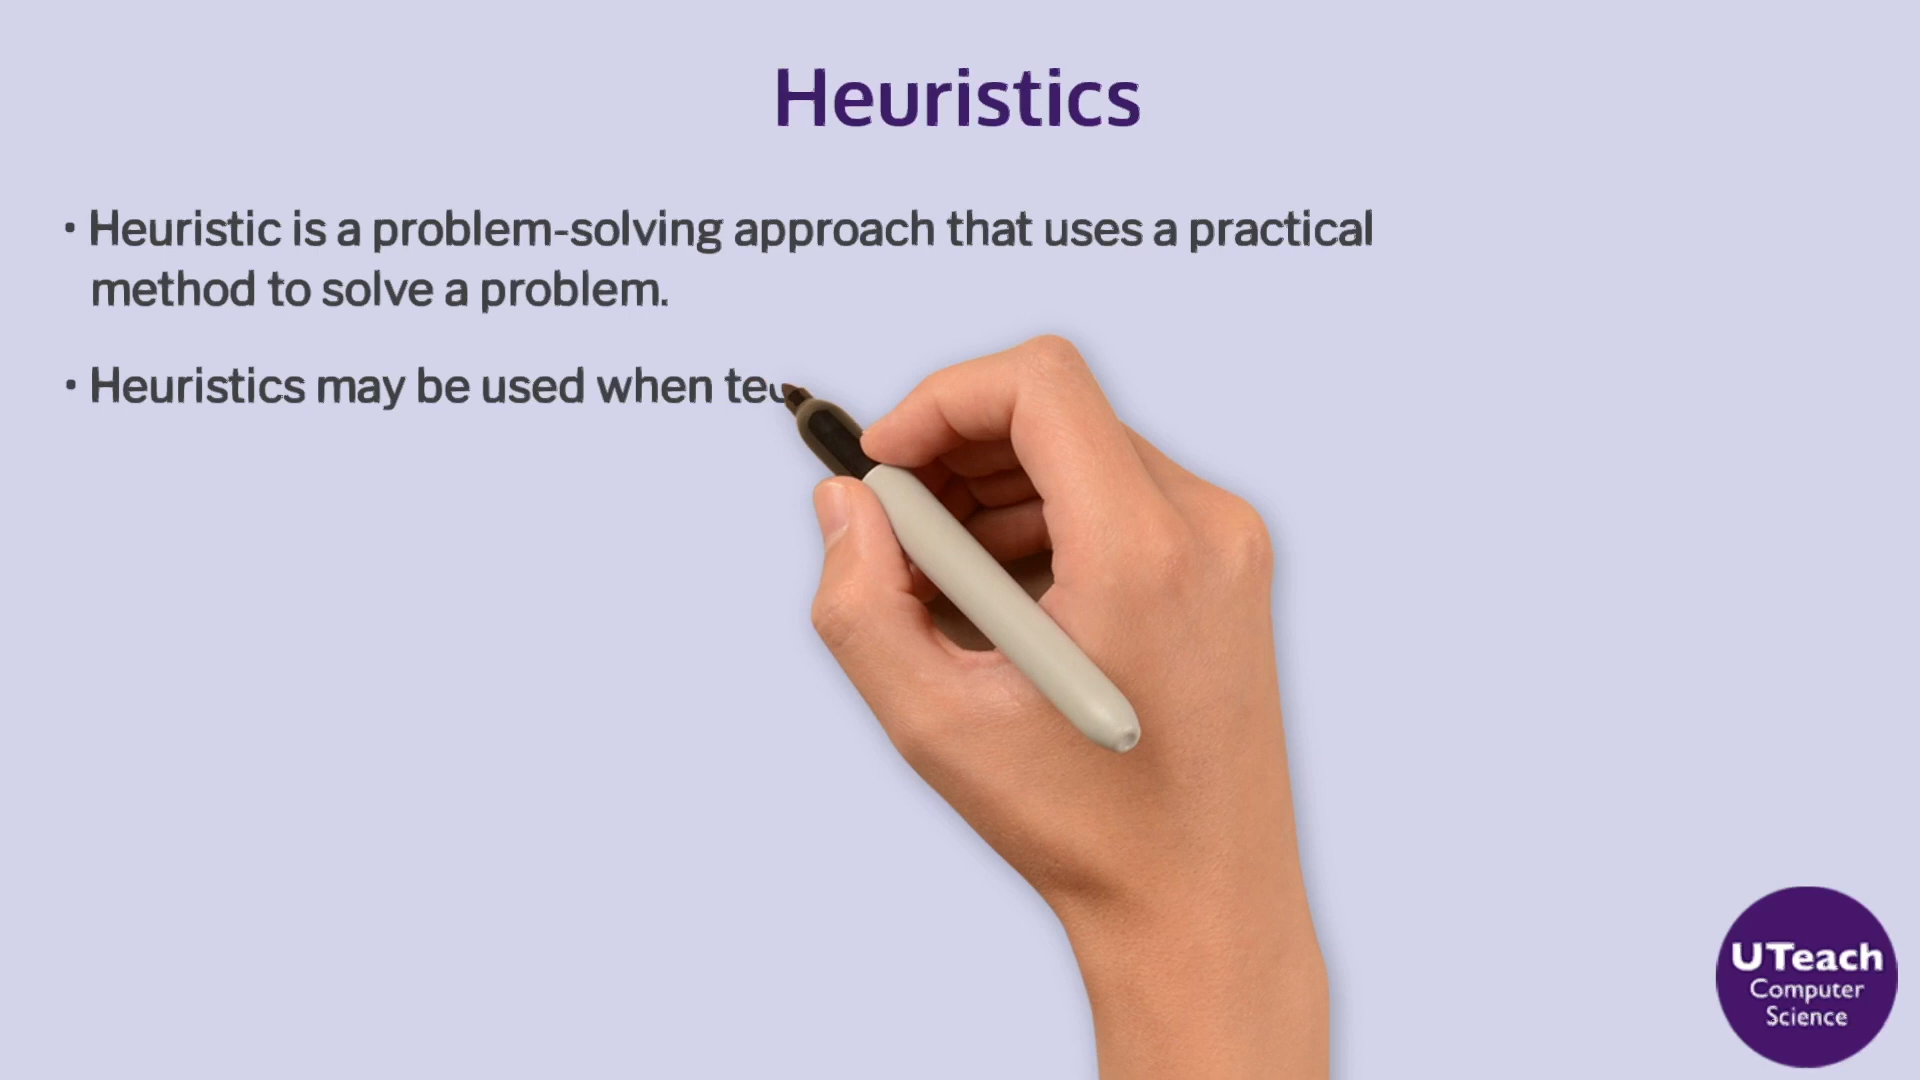 Heuristics
• Heuristic is a problem-solving approach that uses a practical
method to solve a problem.
• Heuristics may be used when
UTeach
Computer
Science